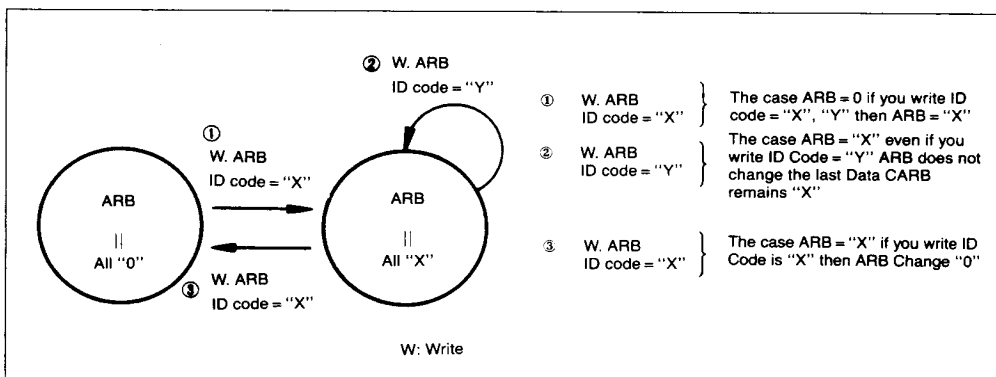 ② W. ARB
ID code = “Y”
①
W. ARB
ID code = “X”
ARB
||
All “0”
ARB
||
All “X”
③ W. ARB
ID code = “X”
W: Write
① W. ARB
ID code = “X”
The case ARB = 0 if you write ID
code = “X”, “Y” then ARB = “X”
② W. ARB
ID code = “Y”
The case ARB = “X” even if you
write ID Code = “Y” ARB does not
change the last Data CARB
remains “X”
③ W. ARB
ID code = “X”
The case ARB = “X” if you write ID
Code is “X” then ARB Change “0”